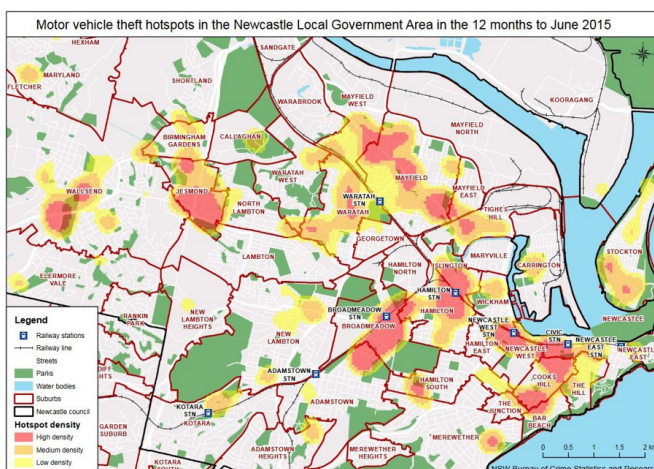 Motor vehicle theft hotspots in the Newcastle Local Government Area in the 12 months to June 2015
HEXHAM
SANDGATE
MARYLAND
FLETCHER
SHORTLAND
WARABROOK
MAYFIELD
WEST
KOORAGANG
MAYFIELD
NORTH
BIRMINGHAM
GARDENS
CALLAGHAN
WARATAH
WEST
MAYFIELD
MAYFIELD
EAST
WALLSEND
JESMOND
NORTH
LAMBTON
WARATAH
STN
WARATAH
TIGHES
HILL
GEORGETOWN
LAMBTON
HAMILTON
NORTH
ISLINGTON
MARYVILLE
CARRINGTON
STOCKTON
ELERMORE
VALE
HAMILTON
STN
WICKHAM
RANKIN
PARK
NEW
LAMBTON
HEIGHTS
BROADMEADOW
STN
BROADMEADOW
HAMILTON
NEWCASTLE
WEST
STN
CIVIC
STN
NEWCASTLE
NEW
LAMBTON
HAMILTON
EAST
NEWCASTLE
WEST
NEWCASTLE
EAST STN
NEWCASTLE
EAST
ADAMSTOWN
STN
HAMILTON
SOUTH
COOKS
HILL
THE
HILL
KOTARA
STN
KOTARA
ADAMSTOWN
THE
JUNCTION
BAR
BEACH
GARDEN
SUBURB
ADAMSTOWN
HEIGHTS
MEREWETHER
HEIGHTS
MEREWETHER
KOTARA
Legend
Railway stations
Railway line
Streets
Parks
Water bodies
Suburbs
Newcastle council
Hotspot density
High density
Medium density
Low density
0 0.5 1 2
NSW Bureau of Crime Statistics and